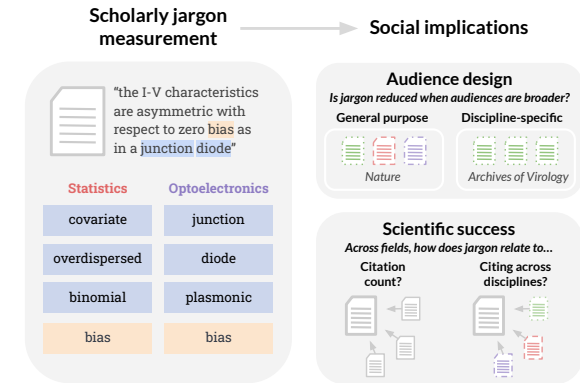 Scholarly jargon
measurement
Social implications
“the I-V characteristics
are asymmetric with
respect to zero bias as
in a junction diode”
Statistics
Optoelectronics
covariate
junction
overdispersed
diode
binomial
plasmonic
bias
bias
Audience design
Is jargon reduced when audiences are broader?
General purpose
Discipline-specific
Nature
Archives of Virology
Scientific success
Across fields, how does jargon relate to...
Citation
count?
Citing across
disciplines?